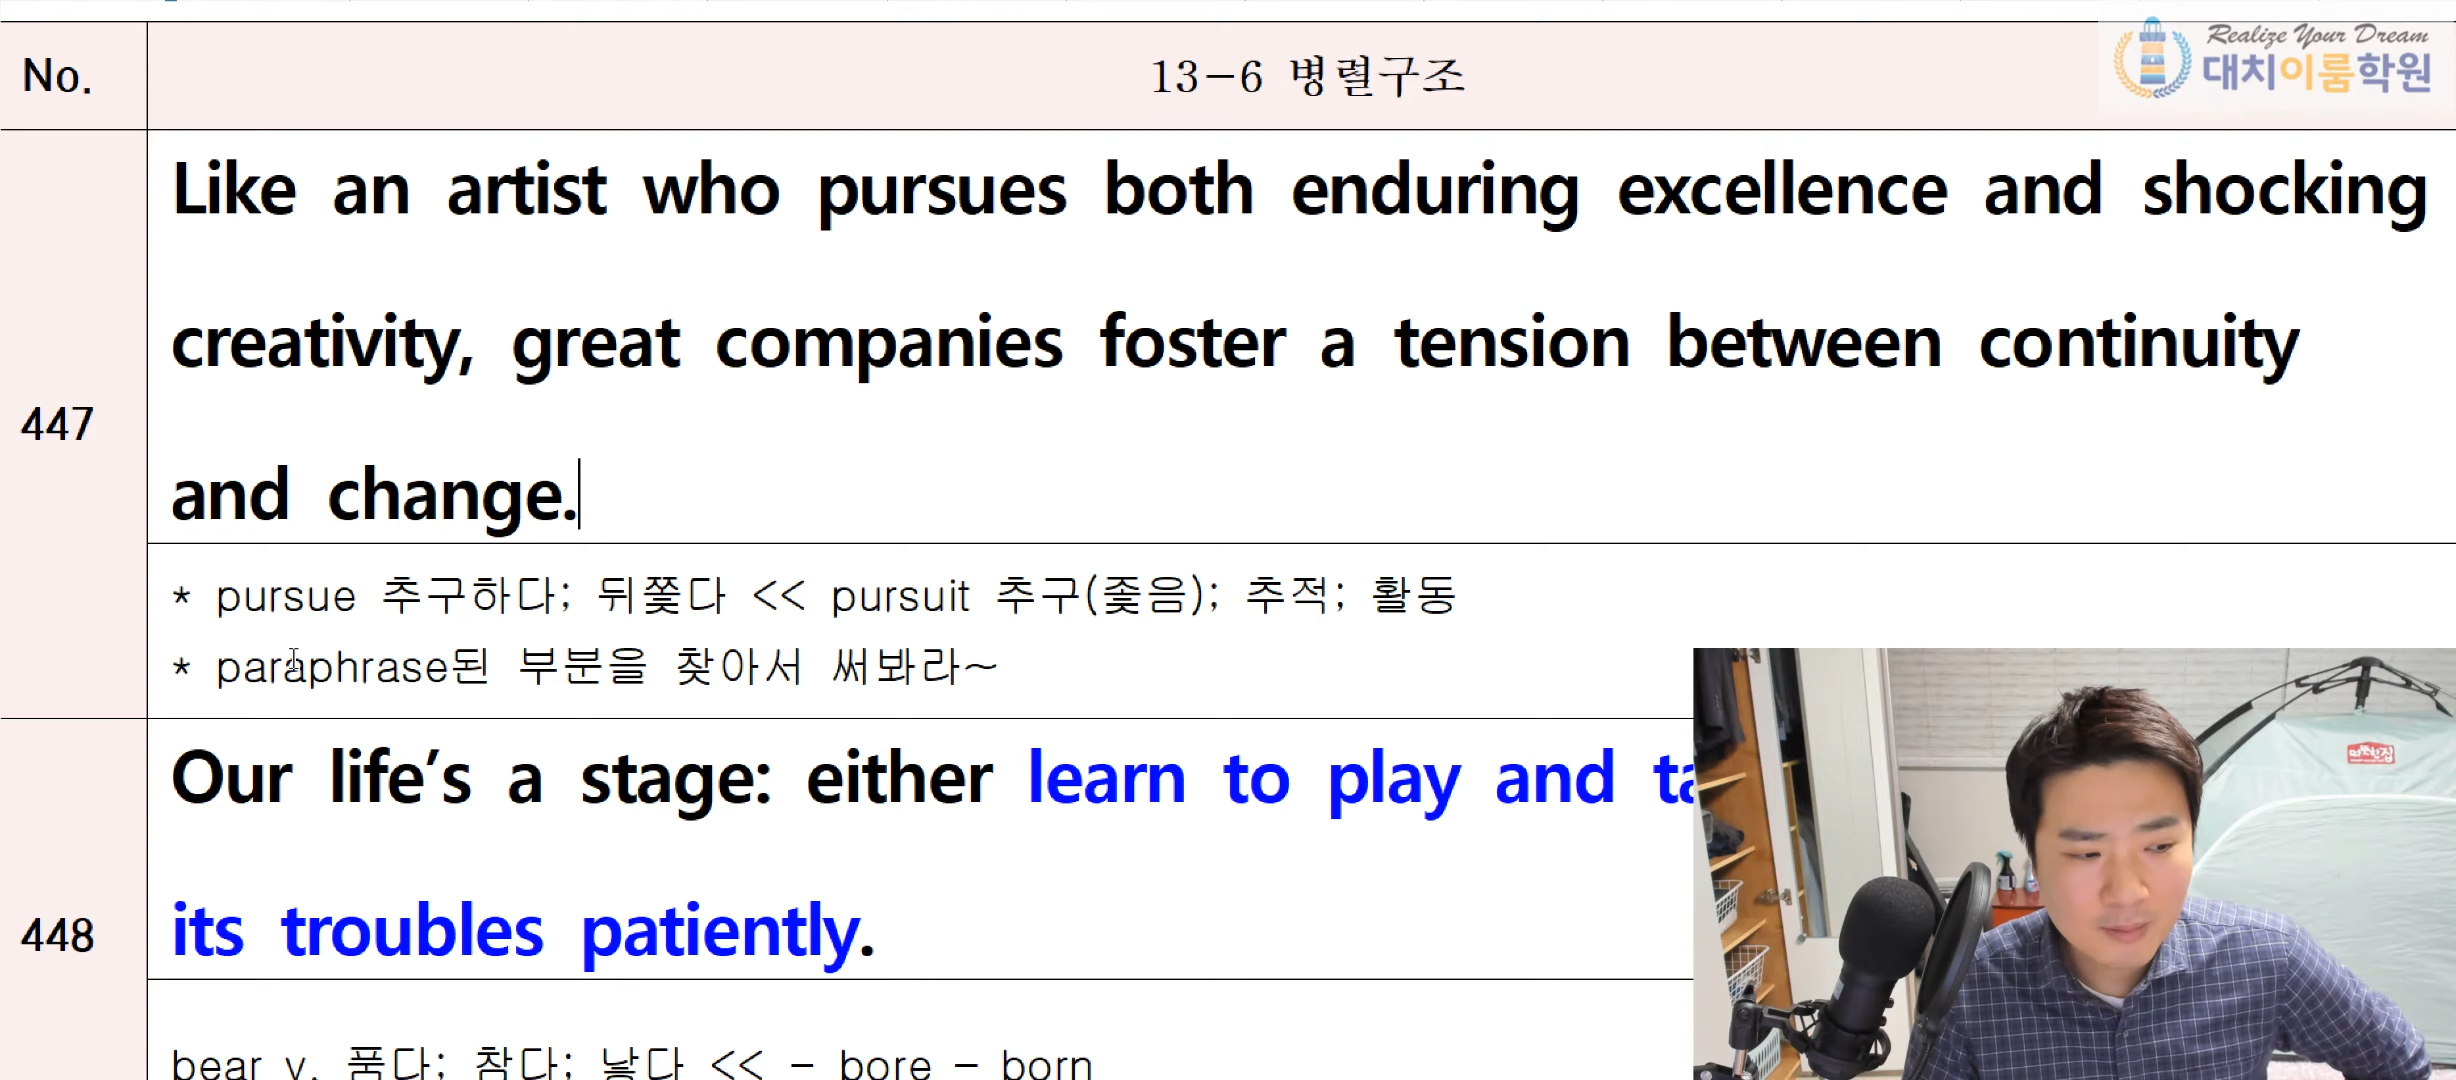 Realize Your Dream
대치이룸학원
No.
13-6 병렬구조
447
Like an artist who pursues both enduring excellence and shocking
creativity, great companies foster a tension between continuity
and change.
* pursue 추구하다; 뒤쫓다 << pursuit 추구(좇음); 추적; 활동
* paraphrase된 부분을 찾아서 써봐라~
448
Our life's a stage: either learn to play and
its troubles patiently.
bear v. 품다; 참다; 낳다 << - bore - born